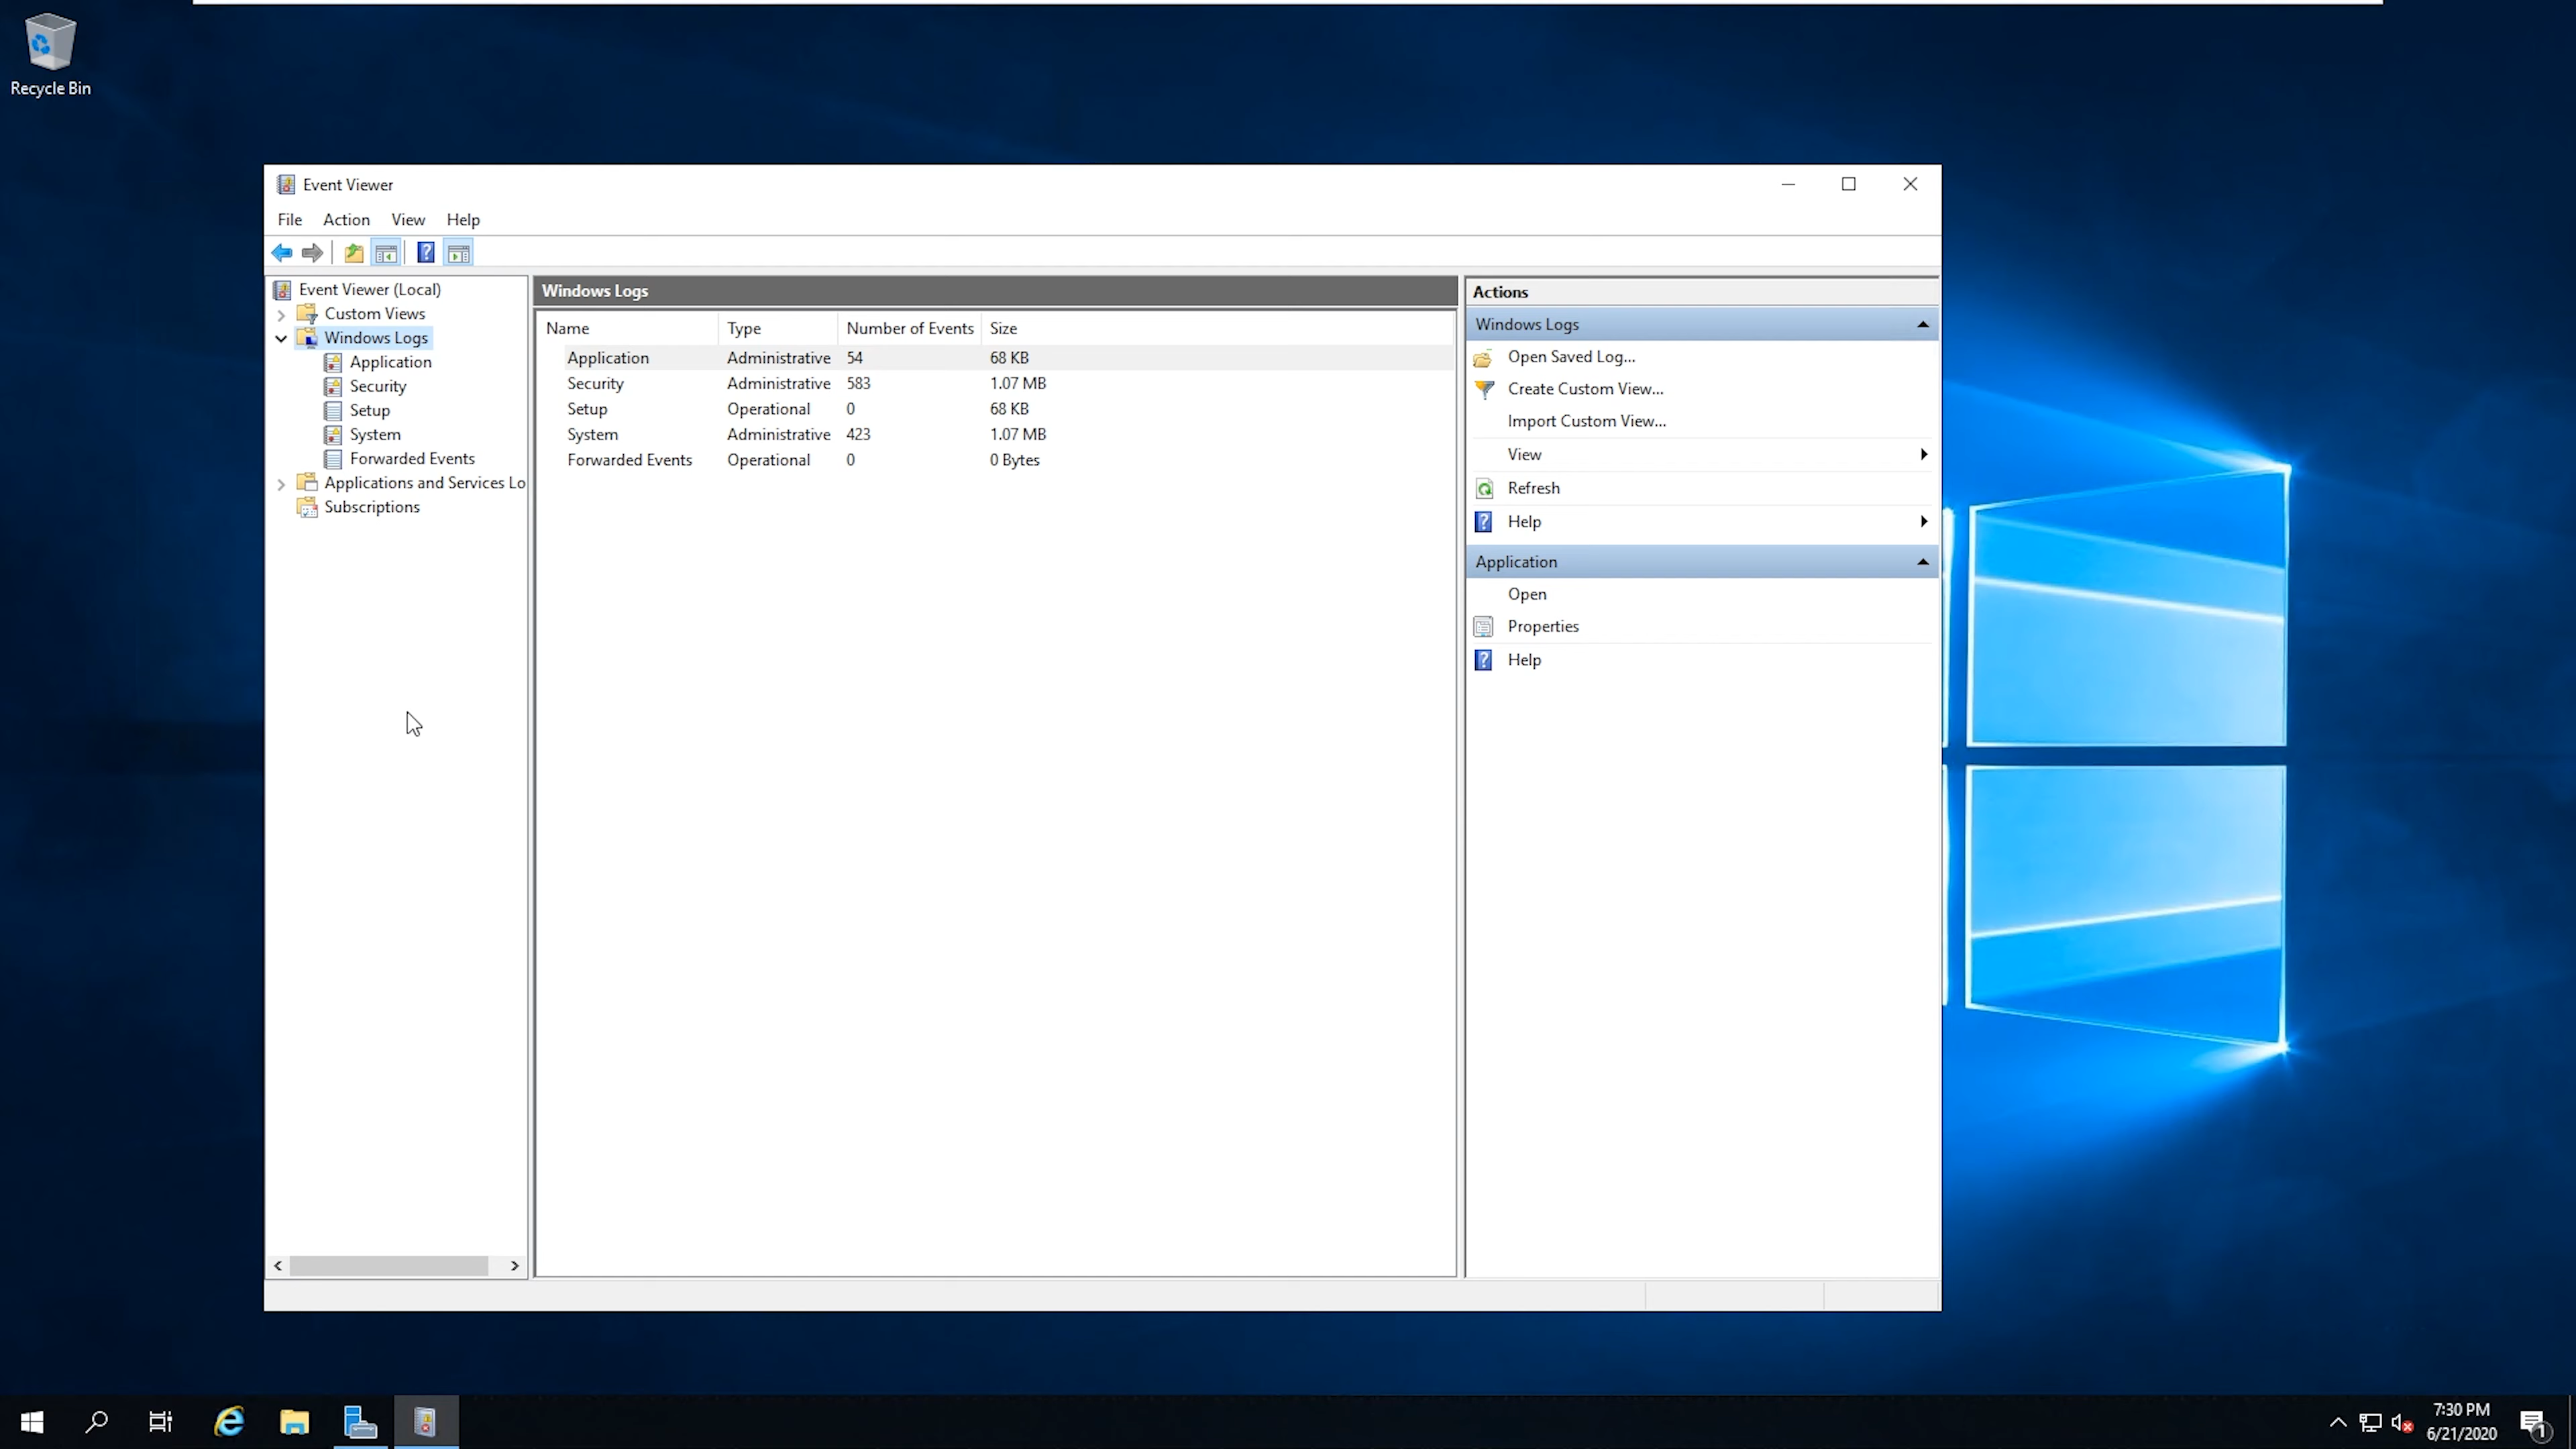 Recycle Bin
Event Viewer
File Action View Help
Event Viewer (Local)
Custom Views
Windows Logs
Application
Security
Setup
System
Forwarded Events
Applications and Services Lo
Subscriptions
Windows Logs
Name Type Number of Events Size
Application Administrative 54 68 KB
Security Administrative 583 1.07 MB
Setup Operational 0 68 KB
System Administrative 423 1.07 MB
Forwarded Events Operational 0 0 Bytes
Actions
Windows Logs
Open Saved Log...
Create Custom View...
Import Custom View...
View
Refresh
Help
Application
Open
Properties
Help
7:30 PM
6/21/2020
1